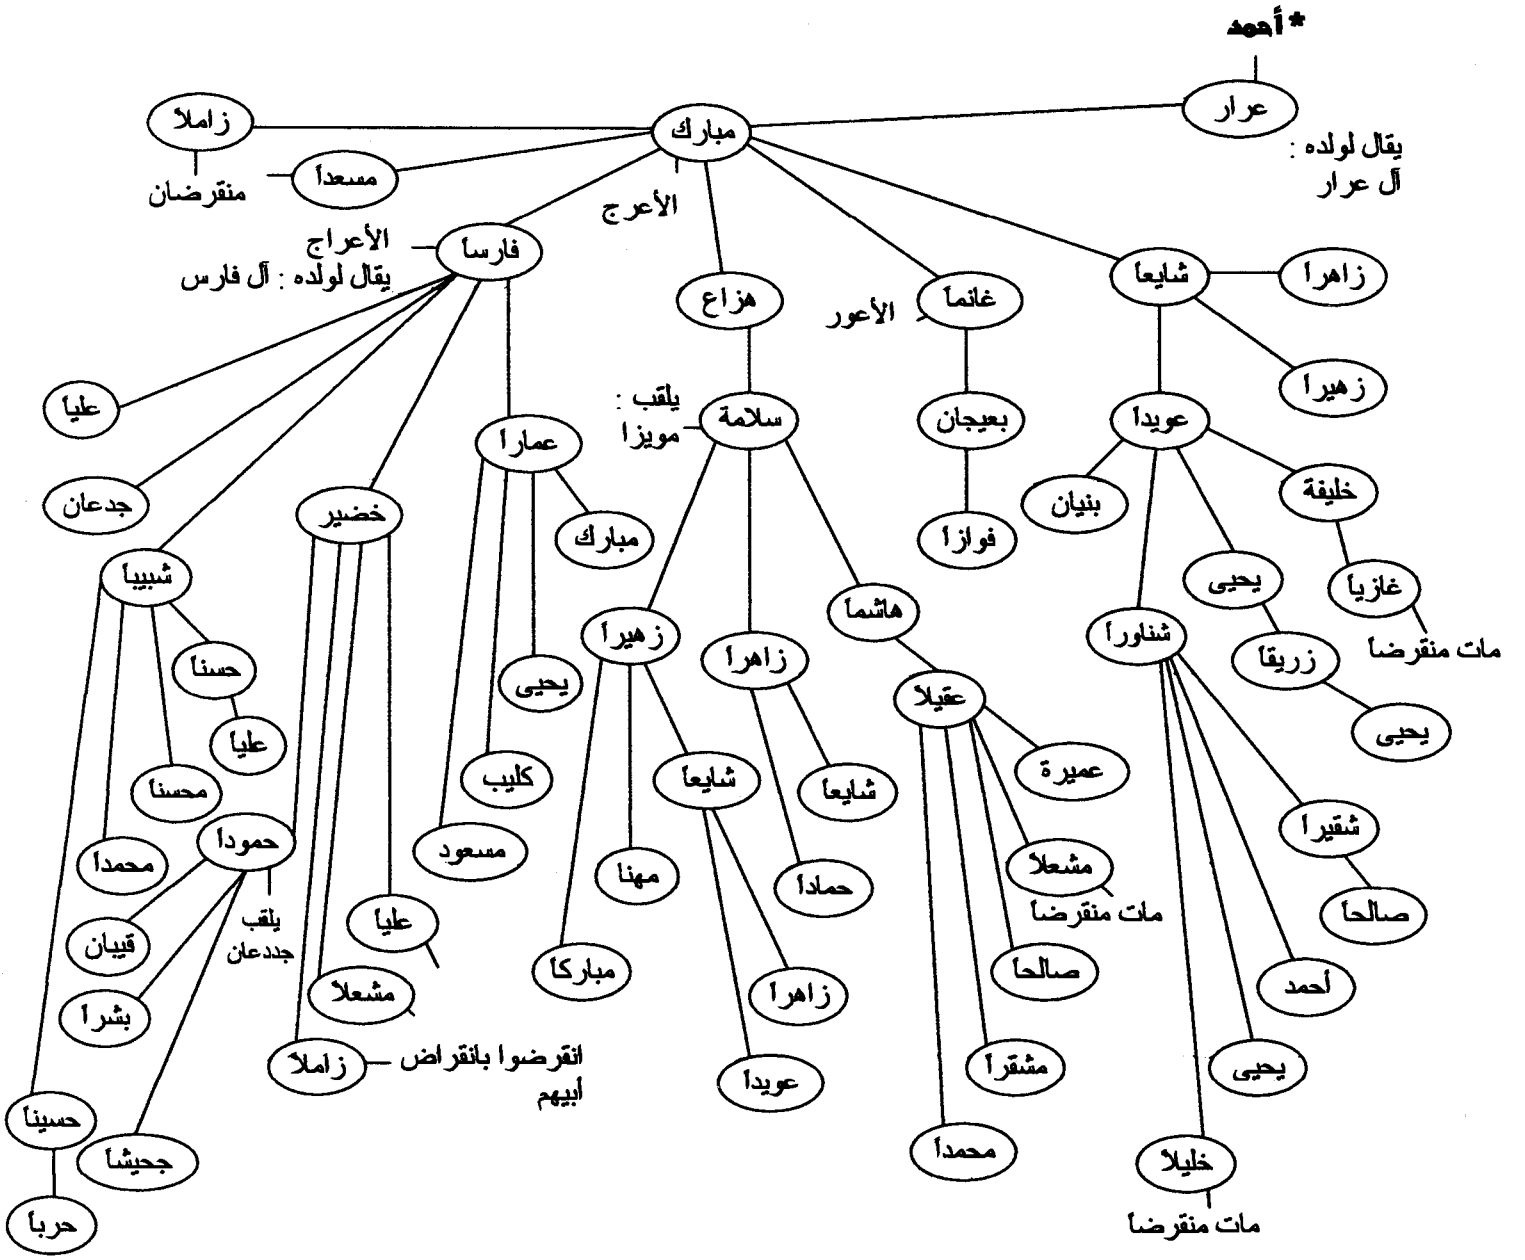 * أحمد
عرار
يقال لولده :
آل عرار
مبارك
الأعرج
زاملاً
منقرضان
مسعداً
فارساً
الأعراج
يقال لولده : آل فارس
هزاع
غانماً
الأعور
شايعاً
زاهراً
زهيراً
عويداً
بعيجان
سلامة
يلقب :
مويزا
عماراً
علياً
خليفة
بنيان
فوازاً
مبارك
خضير
جدعان
شبيباً
يحيى
غازياً
مات منقرضاً
شناوراً
زريقاً
يحيى
هاشماً
زاهراً
زهيراً
يحيى
حسناً
علياً
عقيلاً
عميرة
شايعاً
شايعاً
كليب
محسناً
شقيراً
صالحاً
مشعلاً
مات منقرضاً
حماداً
مهنا
مسعود
حموداً
يلقب
جددعان
محمداً
علياً
قيبان
أحمد
صالحاً
زاهراً
مباركاً
مشعلاً
بشراً
يحيى
مشقراً
عويداً
زاملاً
انقرضوا بانقراض
أبيهم
حسيناً
جحيشاً
محمداً
خليلاً
مات منقرضاً
حرباً